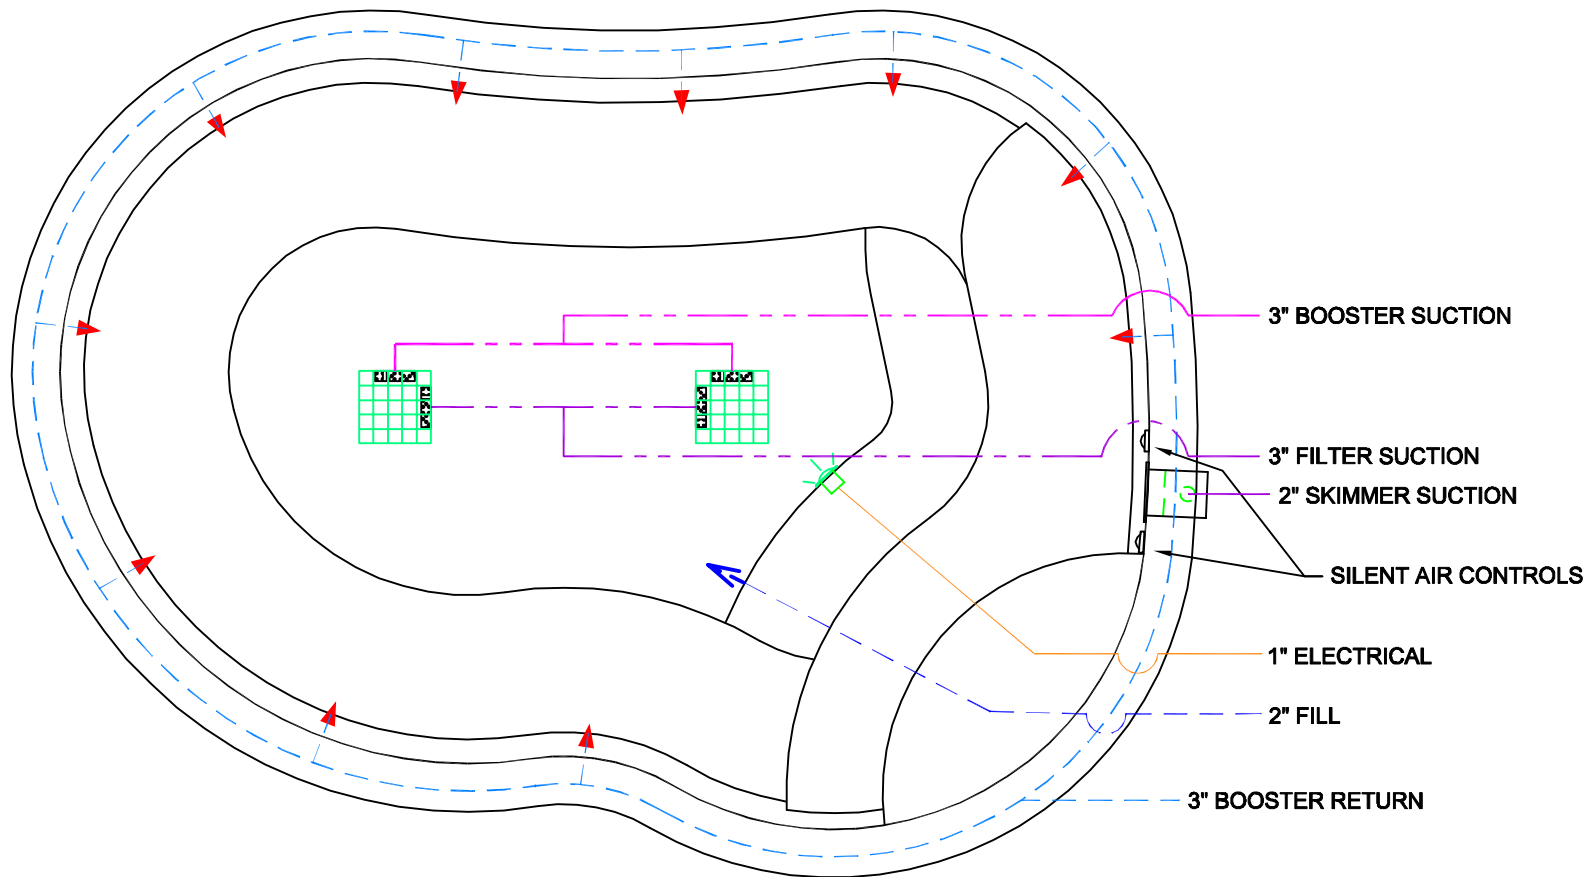 3" BOOSTER SUCTION
3" FILTER SUCTION
2" SKIMMER SUCTION
SILENT AIR CONTROLS
1" ELECTRICAL
2" FILL
3" BOOSTER RETURN